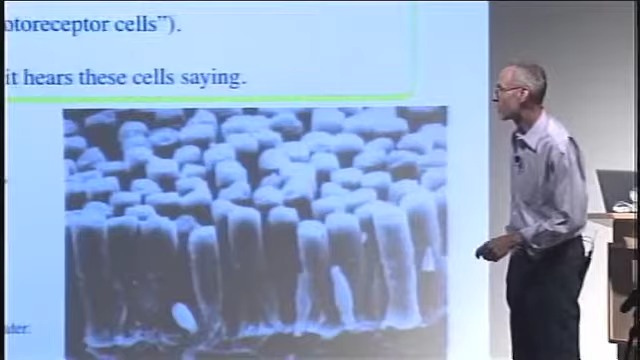 otoreceptor cells”).
it hears these cells saying.